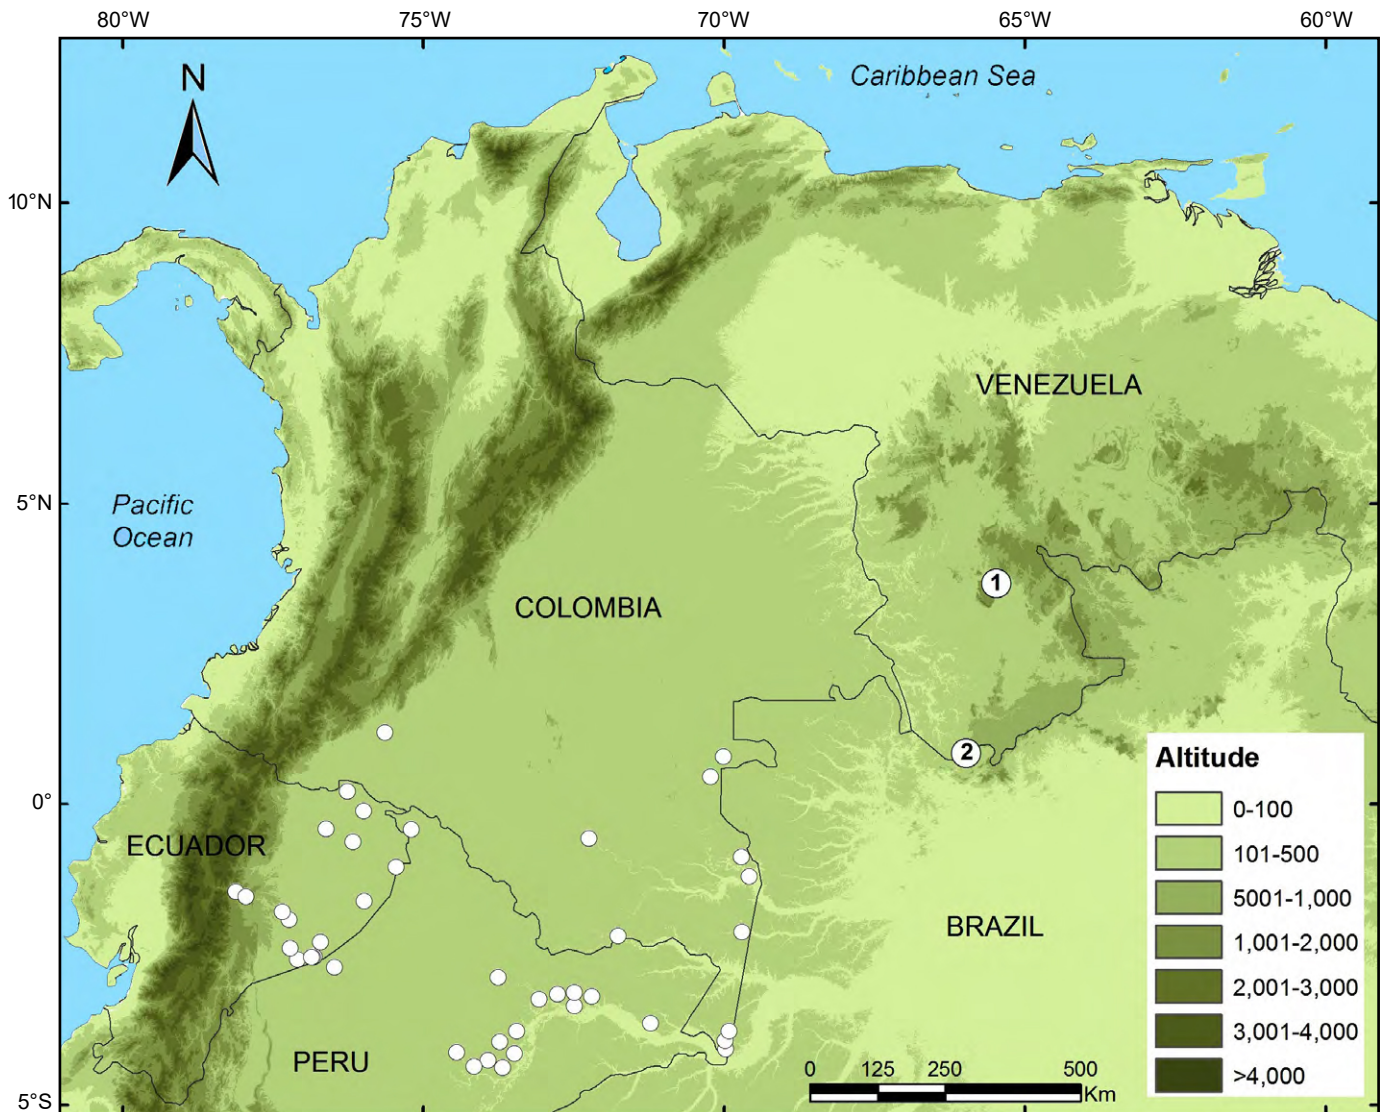 80°W 75°W 70°W 65°W 60°W
N
Caribbean Sea
10°N
VENEZUELA
Pacific
Ocean
5°N
1
COLOMBIA
2
Altitude
0-100
0°
ECUADOR
101-500
5001-1,000
BRAZIL
1,001-2,000
2,001-3,000
3,001-4,000
PERU
0 125 250 500
>4,000
Km
5°S